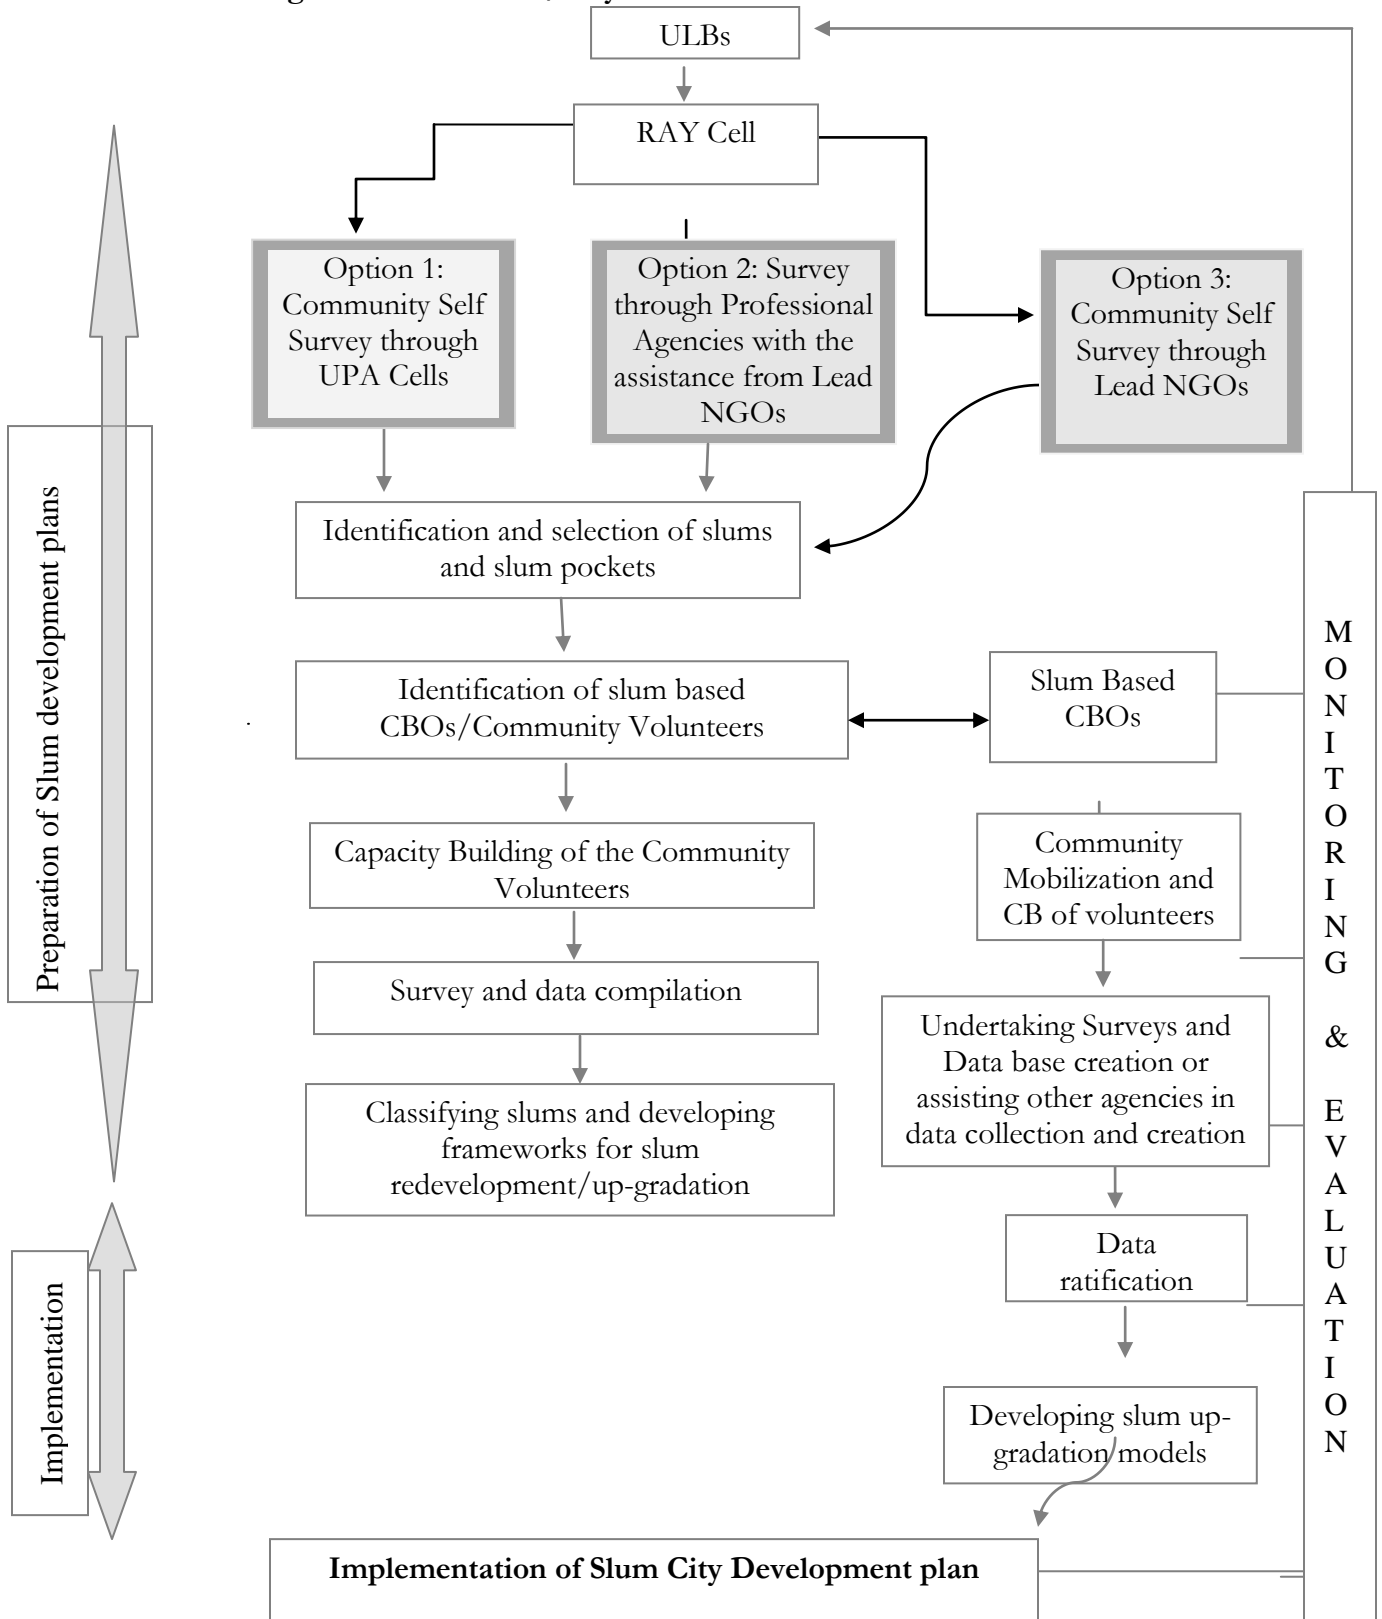 ULBs
RAY Cell
Option 1:
Community Self
Survey through
UPA Cells
Option 2: Survey
through Professional
Agencies with the
assistance from Lead
NGOs
Option 3:
Community Self
Survey through
Lead NGOs
Identification and selection of slums
and slum pockets
Identification of slum based
CBOs/Community Volunteers
Slum Based
CBOs
Capacity Building of the Community
Volunteers
Community
Mobilization and
CB of volunteers
Survey and data compilation
Undertaking Surveys and
Data base creation or
assisting other agencies in
data collection and creation
Classifying slums and developing
frameworks for slum
redevelopment/up-gradation
Data
ratification
Developing slum up-
gradation models
Implementation of Slum City Development plan
Preparation of Slum development plans
Implementation
MONITORING & EVALUATION